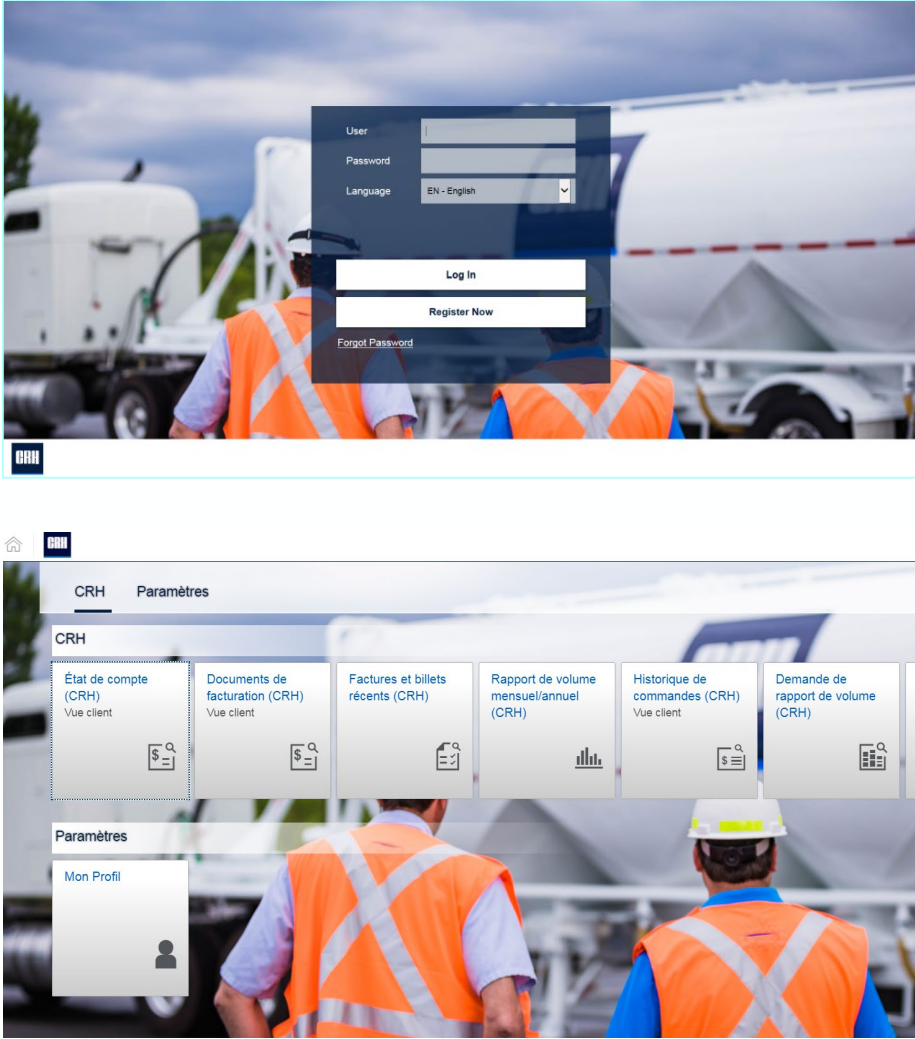 User
Password
Language EN - English
Log In
Register Now
Forgot Password
CRH
CRH
CRH Paramètres
CRH
État de compte
(CRH)
Vue client
Documents de
facturation (CRH)
Vue client
Factures et billets
récents (CRH)
Rapport de volume
mensuel/annuel
(CRH)
Historique de
commandes (CRH)
Vue client
Demande de
rapport de volume
(CRH)
Paramètres
Mon Profil